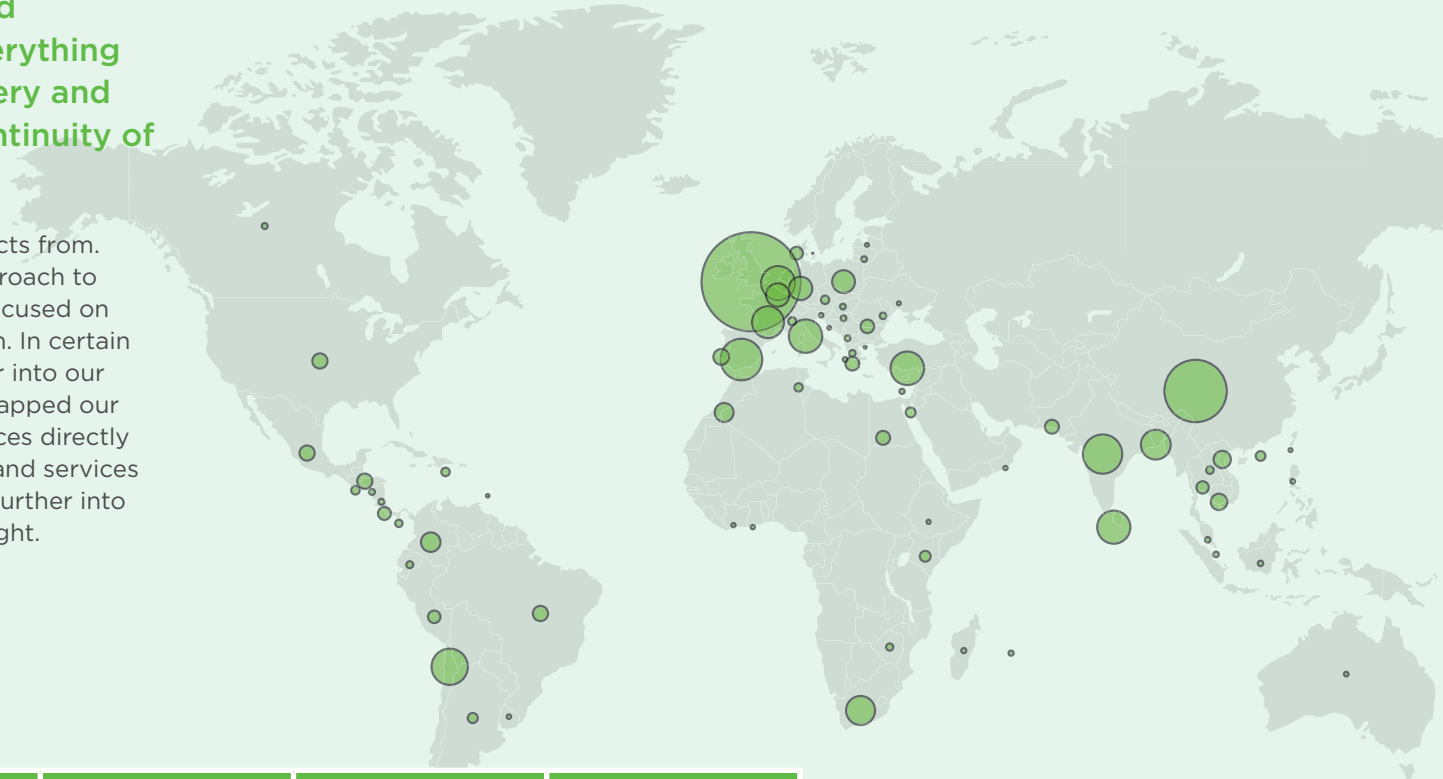 d
erything
ery and
ntinuity of
cts from.
roach to
cused on
n. In certain
r into our
apped our
ces directly
and services
further into
ght.